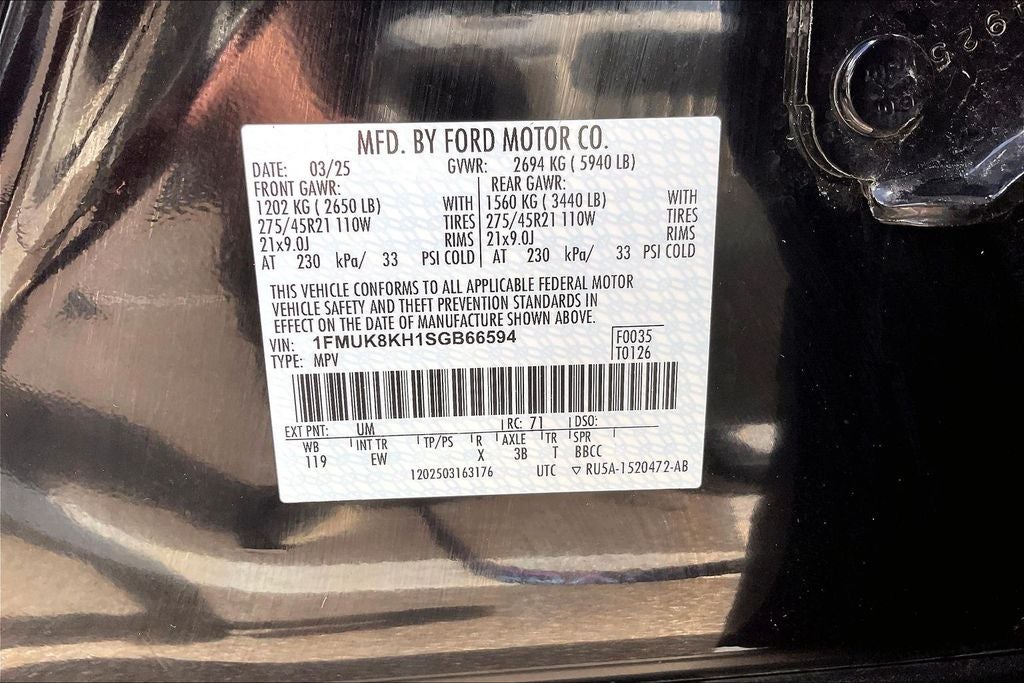 MFD. BY FORD MOTOR CO.
DATE: 03/25 GVWR: 2694 KG ( 5940 LB)
FRONT GAWR: REAR GAWR:
1202 KG ( 2650 LB) WITH 1560 KG ( 3440 LB) WITH
275/45R21 110W TIRES 275/45R21 110W TIRES
21x9.0J RIMS 21x9.0J RIMS
AT 230 kPa/ 33 PSI COLD AT 230 kPa/ 33 PSI COLD
THIS VEHICLE CONFORMS TO ALL APPLICABLE FEDERAL MOTOR
VEHICLE SAFETY AND THEFT PREVENTION STANDARDS IN
EFFECT ON THE DATE OF MANUFACTURE SHOWN ABOVE.
VIN: 1FMUK8KH1SGB66594 F0035
TYPE: MPV T0126
EXT PNT: UM RC: 71 DSO:
WB INT TR TP/PS R AXLE TR SPR
119 EW X 3B T BBCC
1202503163176 UTC ▽ RU5A-1520472-AB